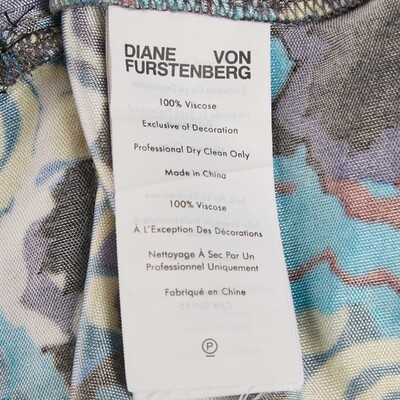 DIANE VON
FURSTENBERG
100% Viscose
Exclusive of Decoration
Professional Dry Clean Only
Made in China
100% Viscose
À L'Exception Des Décorations
Nettoyage À Sec Par Un
Professionnel Uniquement
Fabriqué en Chine
P